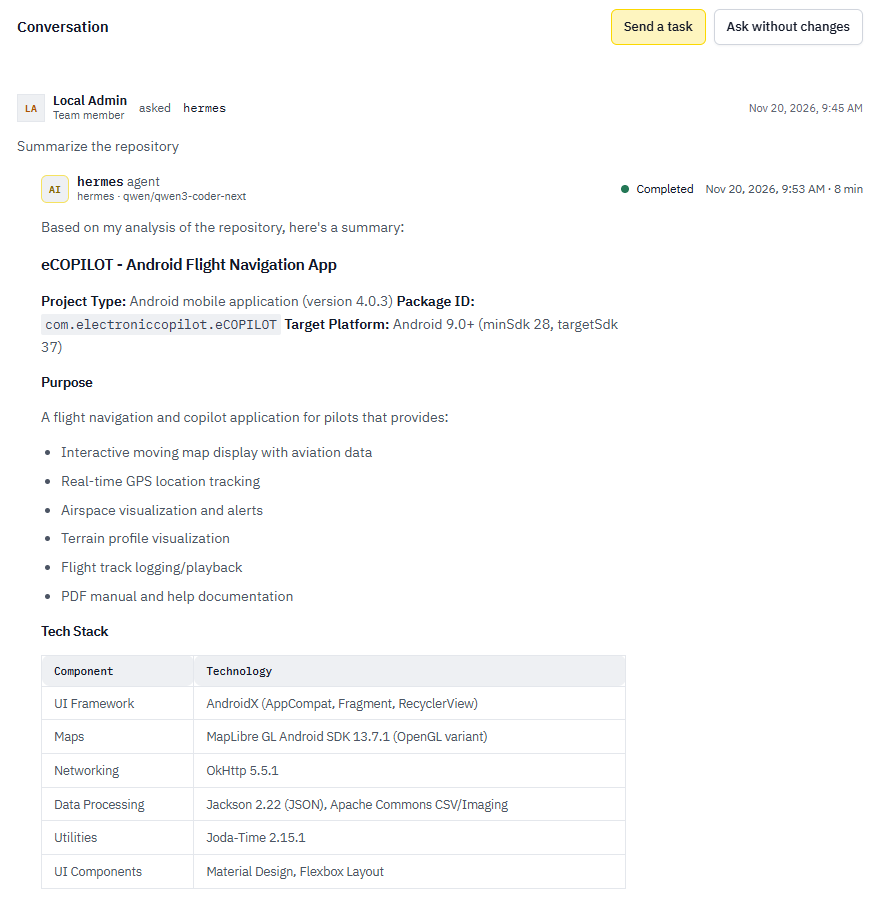 Conversation
Send a task
Ask without changes
LA
Local Admin
Team member
asked hermes
Nov 20, 2026, 9:45 AM
Summarize the repository
AI
hermes agent
hermes · qwen/qwen3-coder-next
Completed
Nov 20, 2026, 9:53 AM · 8 min
Based on my analysis of the repository, here's a summary:
eCOPILOT - Android Flight Navigation App
Project Type: Android mobile application (version 4.0.3) Package ID:
com.electroniccopilot.eCOPILOT Target Platform: Android 9.0+ (minSdk 28, targetSdk
37)
Purpose
A flight navigation and copilot application for pilots that provides:
• Interactive moving map display with aviation data
• Real-time GPS location tracking
• Airspace visualization and alerts
• Terrain profile visualization
• Flight track logging/playback
• PDF manual and help documentation
Tech Stack
Component Technology
UI Framework AndroidX (AppCompat, Fragment, RecyclerView)
Maps MapLibre GL Android SDK 13.7.1 (OpenGL variant)
Networking OkHttp 5.5.1
Data Processing Jackson 2.22 (JSON), Apache Commons CSV/Imaging
Utilities Joda-Time 2.15.1
UI Components Material Design, Flexbox Layout